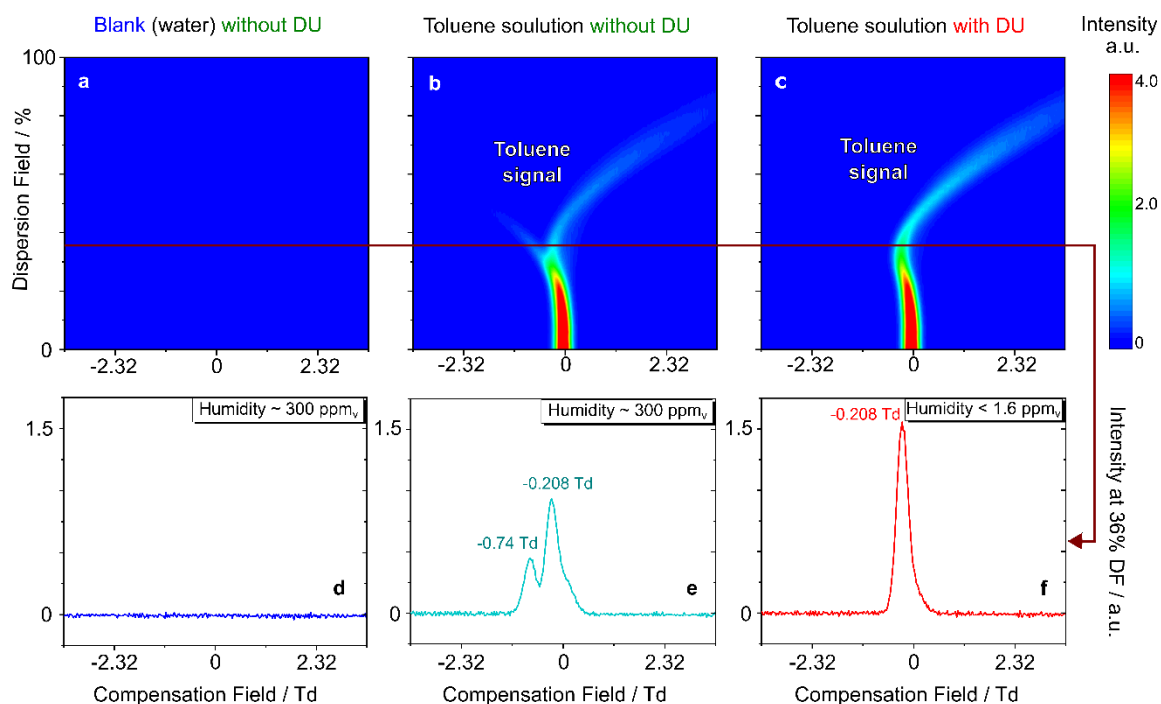 Blank (water) without DU
Toluene soulution without DU
Toluene soulution with DU
Intensity
a.u.
Dispersion Field / %
100
0
a
-2.32
0
2.32
b
Toluene
signal
-2.32
0
2.32
c
Toluene
signal
-2.32
0
2.32
4.0
2.0
0
1.5
0
Humidity ~ 300 ppmv
d
-2.32
0
2.32
Compensation Field / Td
1.5
0
Humidity ~ 300 ppmv
-0.208 Td
-0.74 Td
e
-2.32
0
2.32
Compensation Field / Td
1.5
0
-0.208 Td
Humidity < 1.6 ppmv
f
-2.32
0
2.32
Compensation Field / Td
Intensity at 36% DF / a.u.